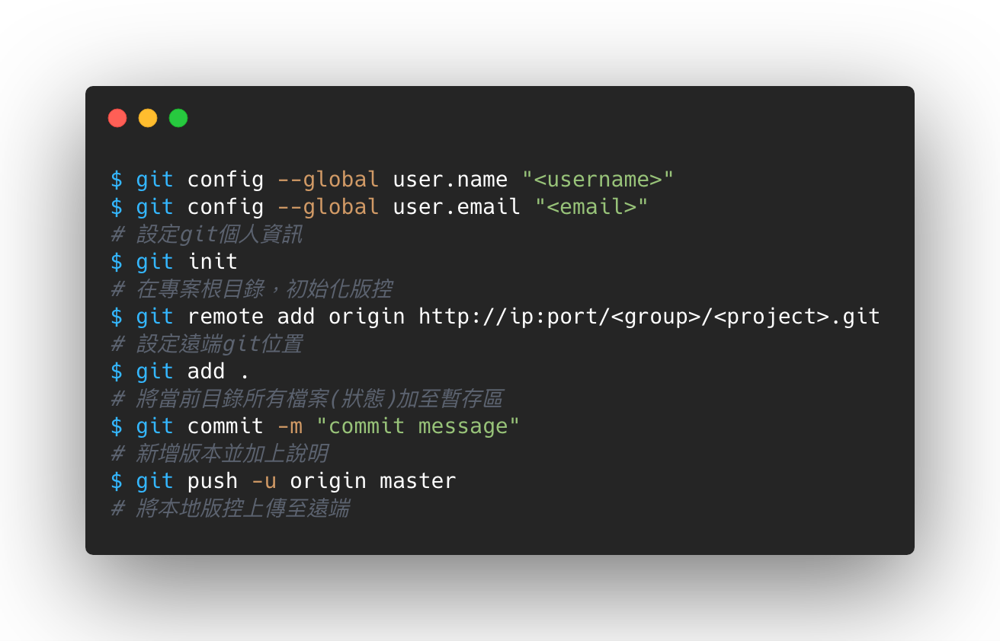 $ git config --global user.name "<username>"
$ git config --global user.email "<email>"
# 設定git個人資訊
$ git init
# 在專案根目錄，初始化版控
$ git remote add origin http://ip:port/<group>/<project>.git
# 設定遠端git位置
$ git add .
# 將當前目錄所有檔案(狀態)加至暫存區
$ git commit -m "commit message"
# 新增版本並加上說明
$ git push -u origin master
# 將本地版控上傳至遠端